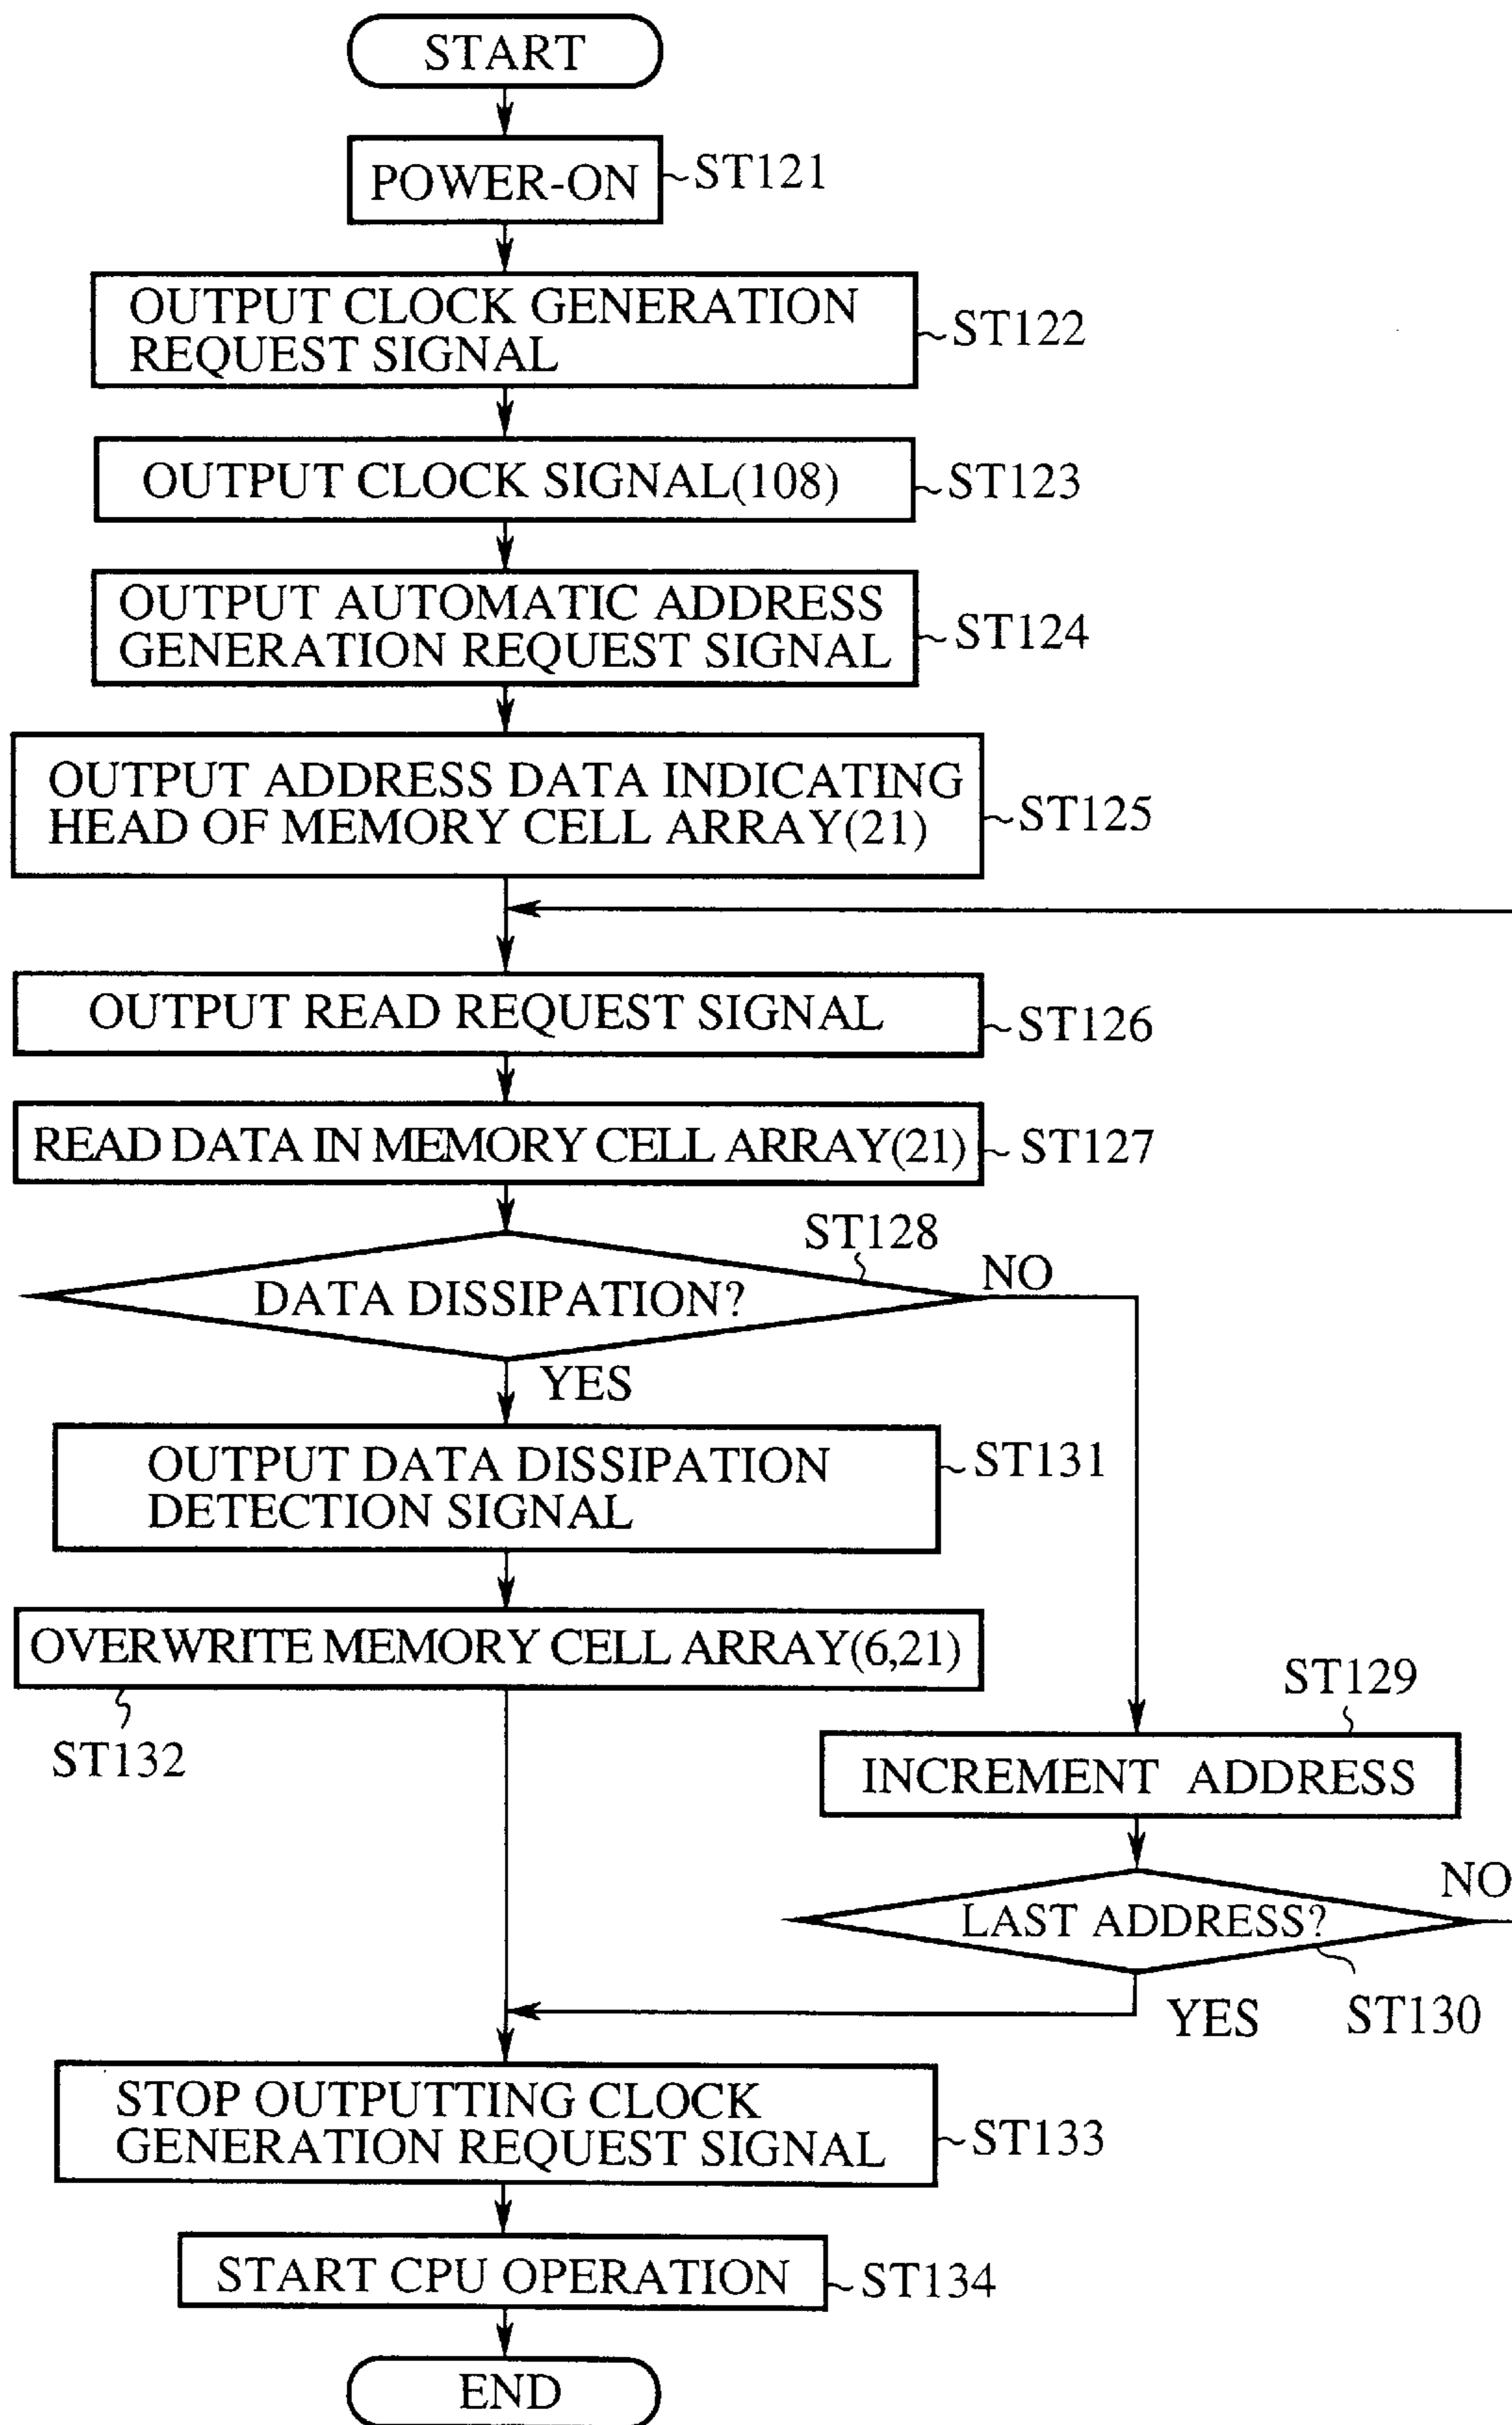 START
POWER-ON
ST121
OUTPUT CLOCK GENERATION
REQUEST SIGNAL
ST122
OUTPUT CLOCK SIGNAL(108)
ST123
OUTPUT AUTOMATIC ADDRESS
GENERATION REQUEST SIGNAL
ST124
OUTPUT ADDRESS DATA INDICATING
HEAD OF MEMORY CELL ARRAY(21)
ST125
OUTPUT READ REQUEST SIGNAL
ST126
READ DATA IN MEMORY CELL ARRAY(21)
ST127
ST128
DATA DISSIPATION?
NO
YES
OUTPUT DATA DISSIPATION
DETECTION SIGNAL
ST131
OVERWRITE MEMORY CELL ARRAY(6,21)
ST132
ST129
INCREMENT ADDRESS
LAST ADDRESS?
NO
YES
ST130
STOP OUTPUTTING CLOCK
GENERATION REQUEST SIGNAL
ST133
START CPU OPERATION
ST134
END